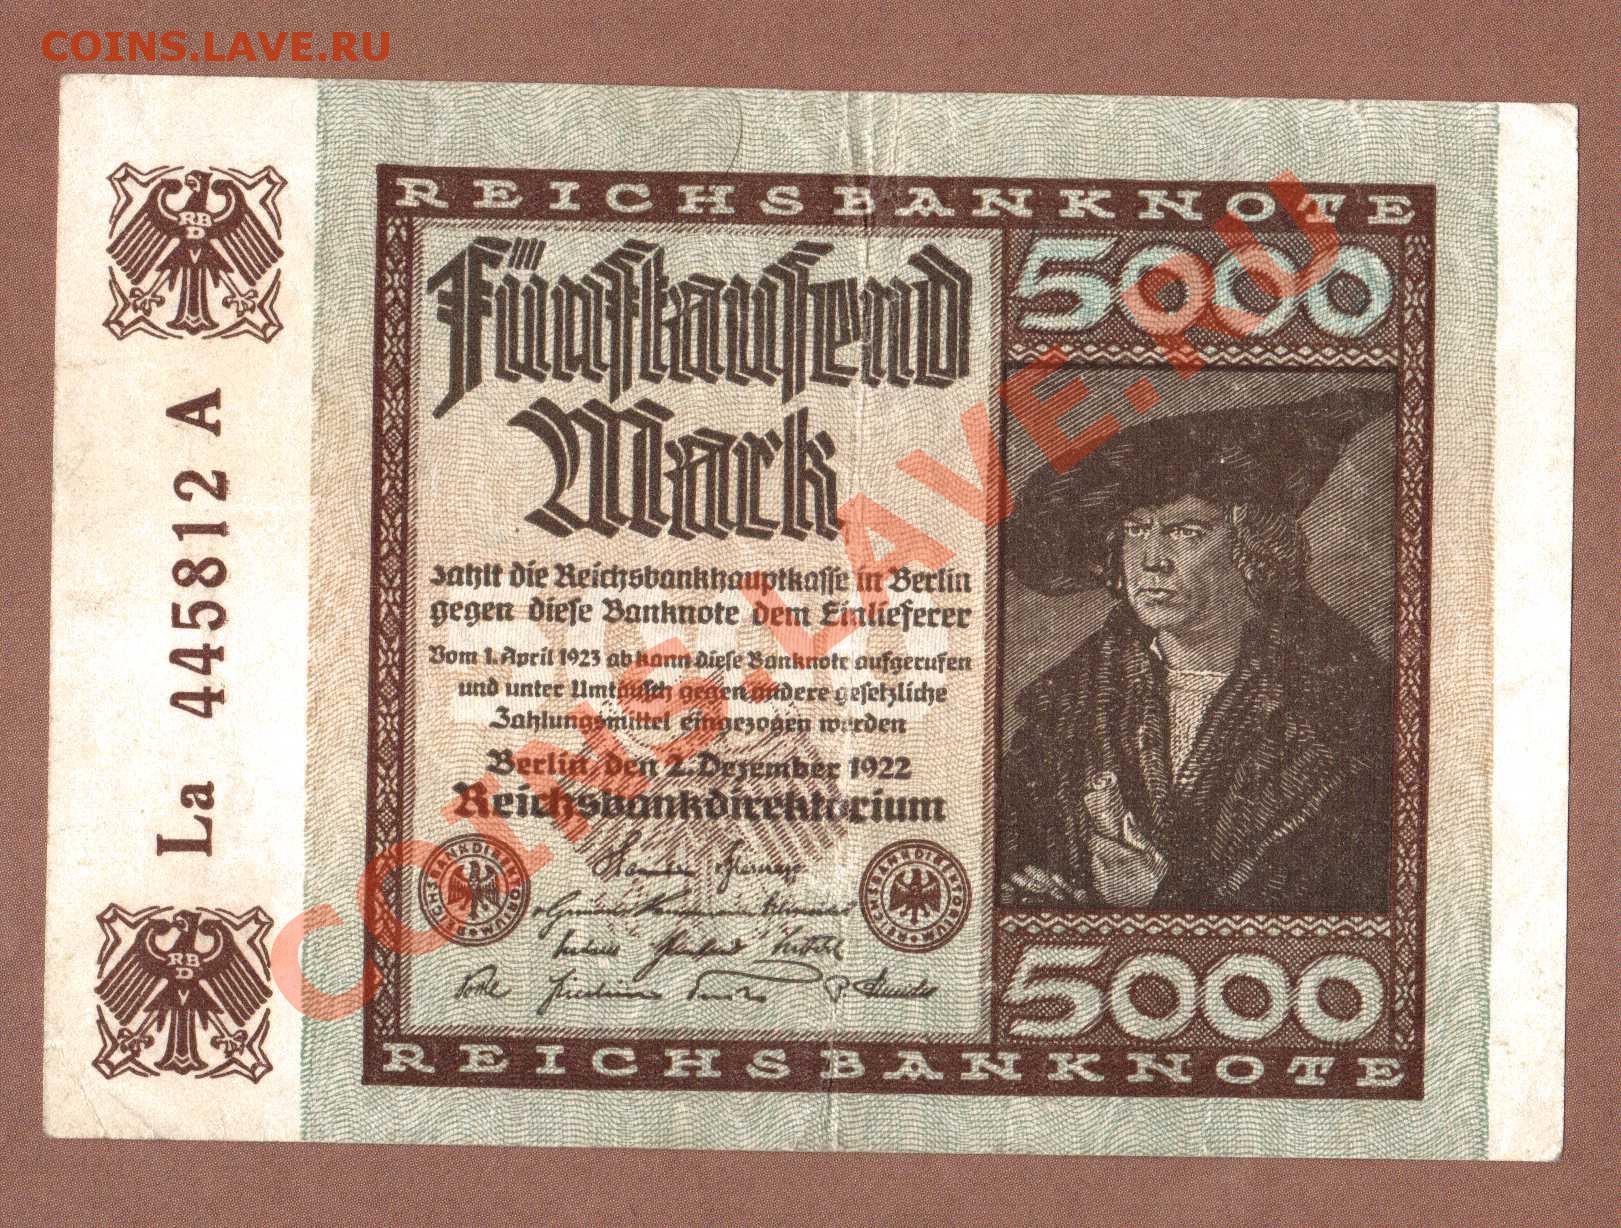 COINS.LAVE.RU
REICHSBANKNOTE
5000
Fünftausend
Mark
zahlt die Reichsbankhauptkasse in Berlin
gegen diese Banknote dem Einlieferer
Vom 1. April 1923 ab kann diese Banknote aufgerufen
und unter Umtausch gegen andere gesetzliche
Zahlungsmittel eingezogen werden
Berlin, den 2. Dezember 1922
Reichsbankdirektorium
REICHSBANKDIREKTORIUM
REICHSBANKDIREKTORIUM
5000
REICHSBANKNOTE
RBD
La 445812 A
RBD
COINS.LAVE.RU